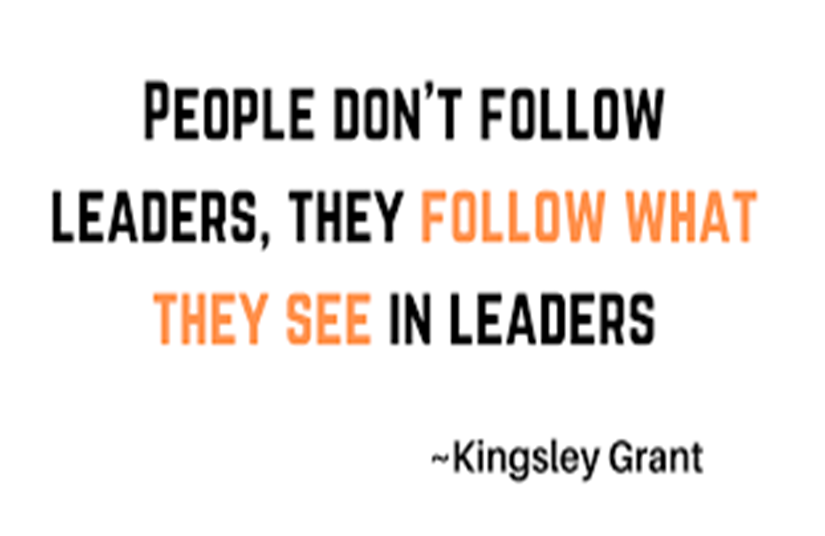 PEOPLE DON'T FOLLOW
LEADERS, THEY FOLLOW WHAT
THEY SEE IN LEADERS
~Kingsley Grant